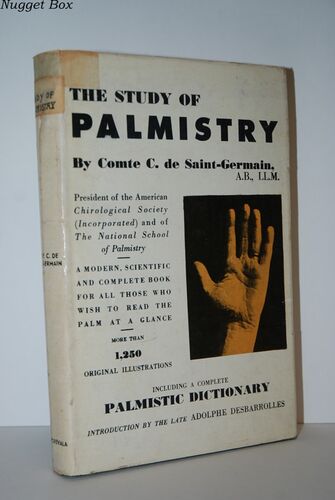 Nugget Box
THE STUDY OF
PALMISTRY
By Comte C. de Saint-Germain,
A.B., LL.M.
President of the American
Chirological Society
(Incorporated) and of
The National School
of Palmistry
A MODERN, SCIENTIFIC
AND COMPLETE BOOK
FOR ALL THOSE WHO
WISH TO READ THE
PALM AT A GLANCE
MORE THAN
1,250
ORIGINAL ILLUSTRATIONS
INCLUDING A COMPLETE
PALMISTIC DICTIONARY
INTRODUCTION BY THE LATE ADOLPHE DESBARROLLES
DY OF
MISTRY
C. DE
GERMAIN